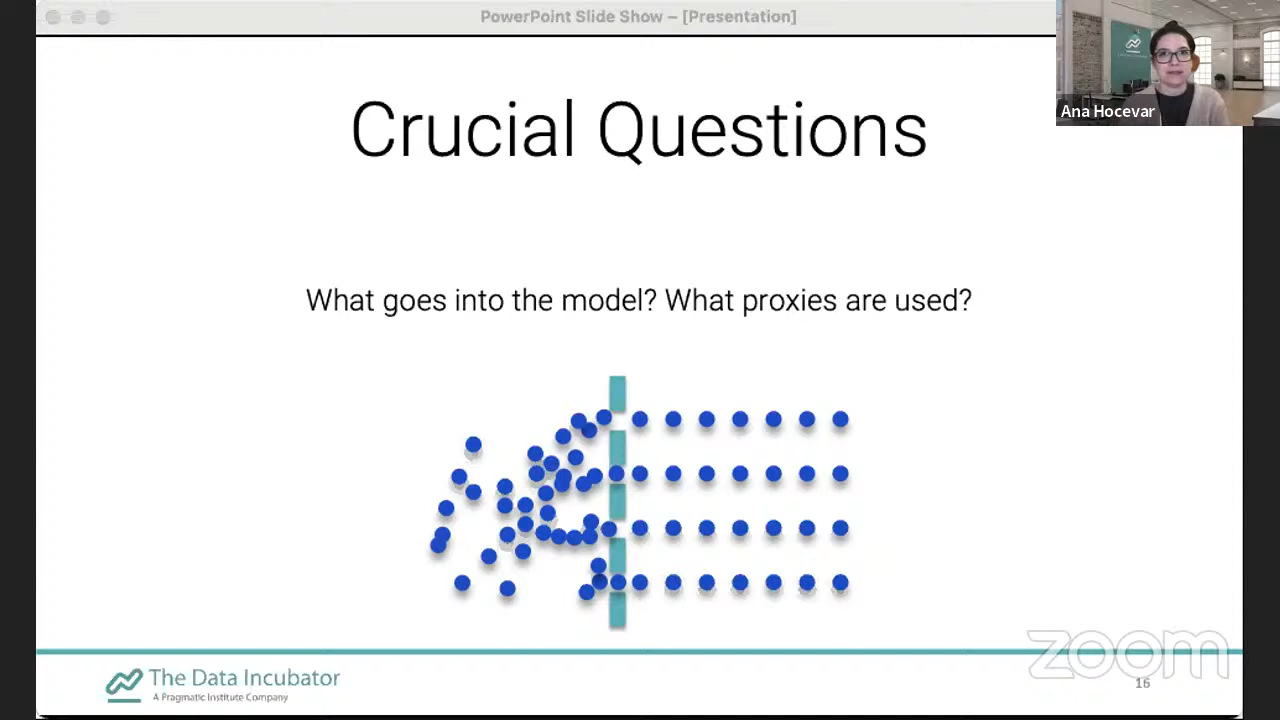 PowerPoint Slide Show – [Presentation]
Ana Hocevar
Crucial Questions
What goes into the model? What proxies are used?
zoom
The Data Incubator
A Pragmatic Institute Company
16